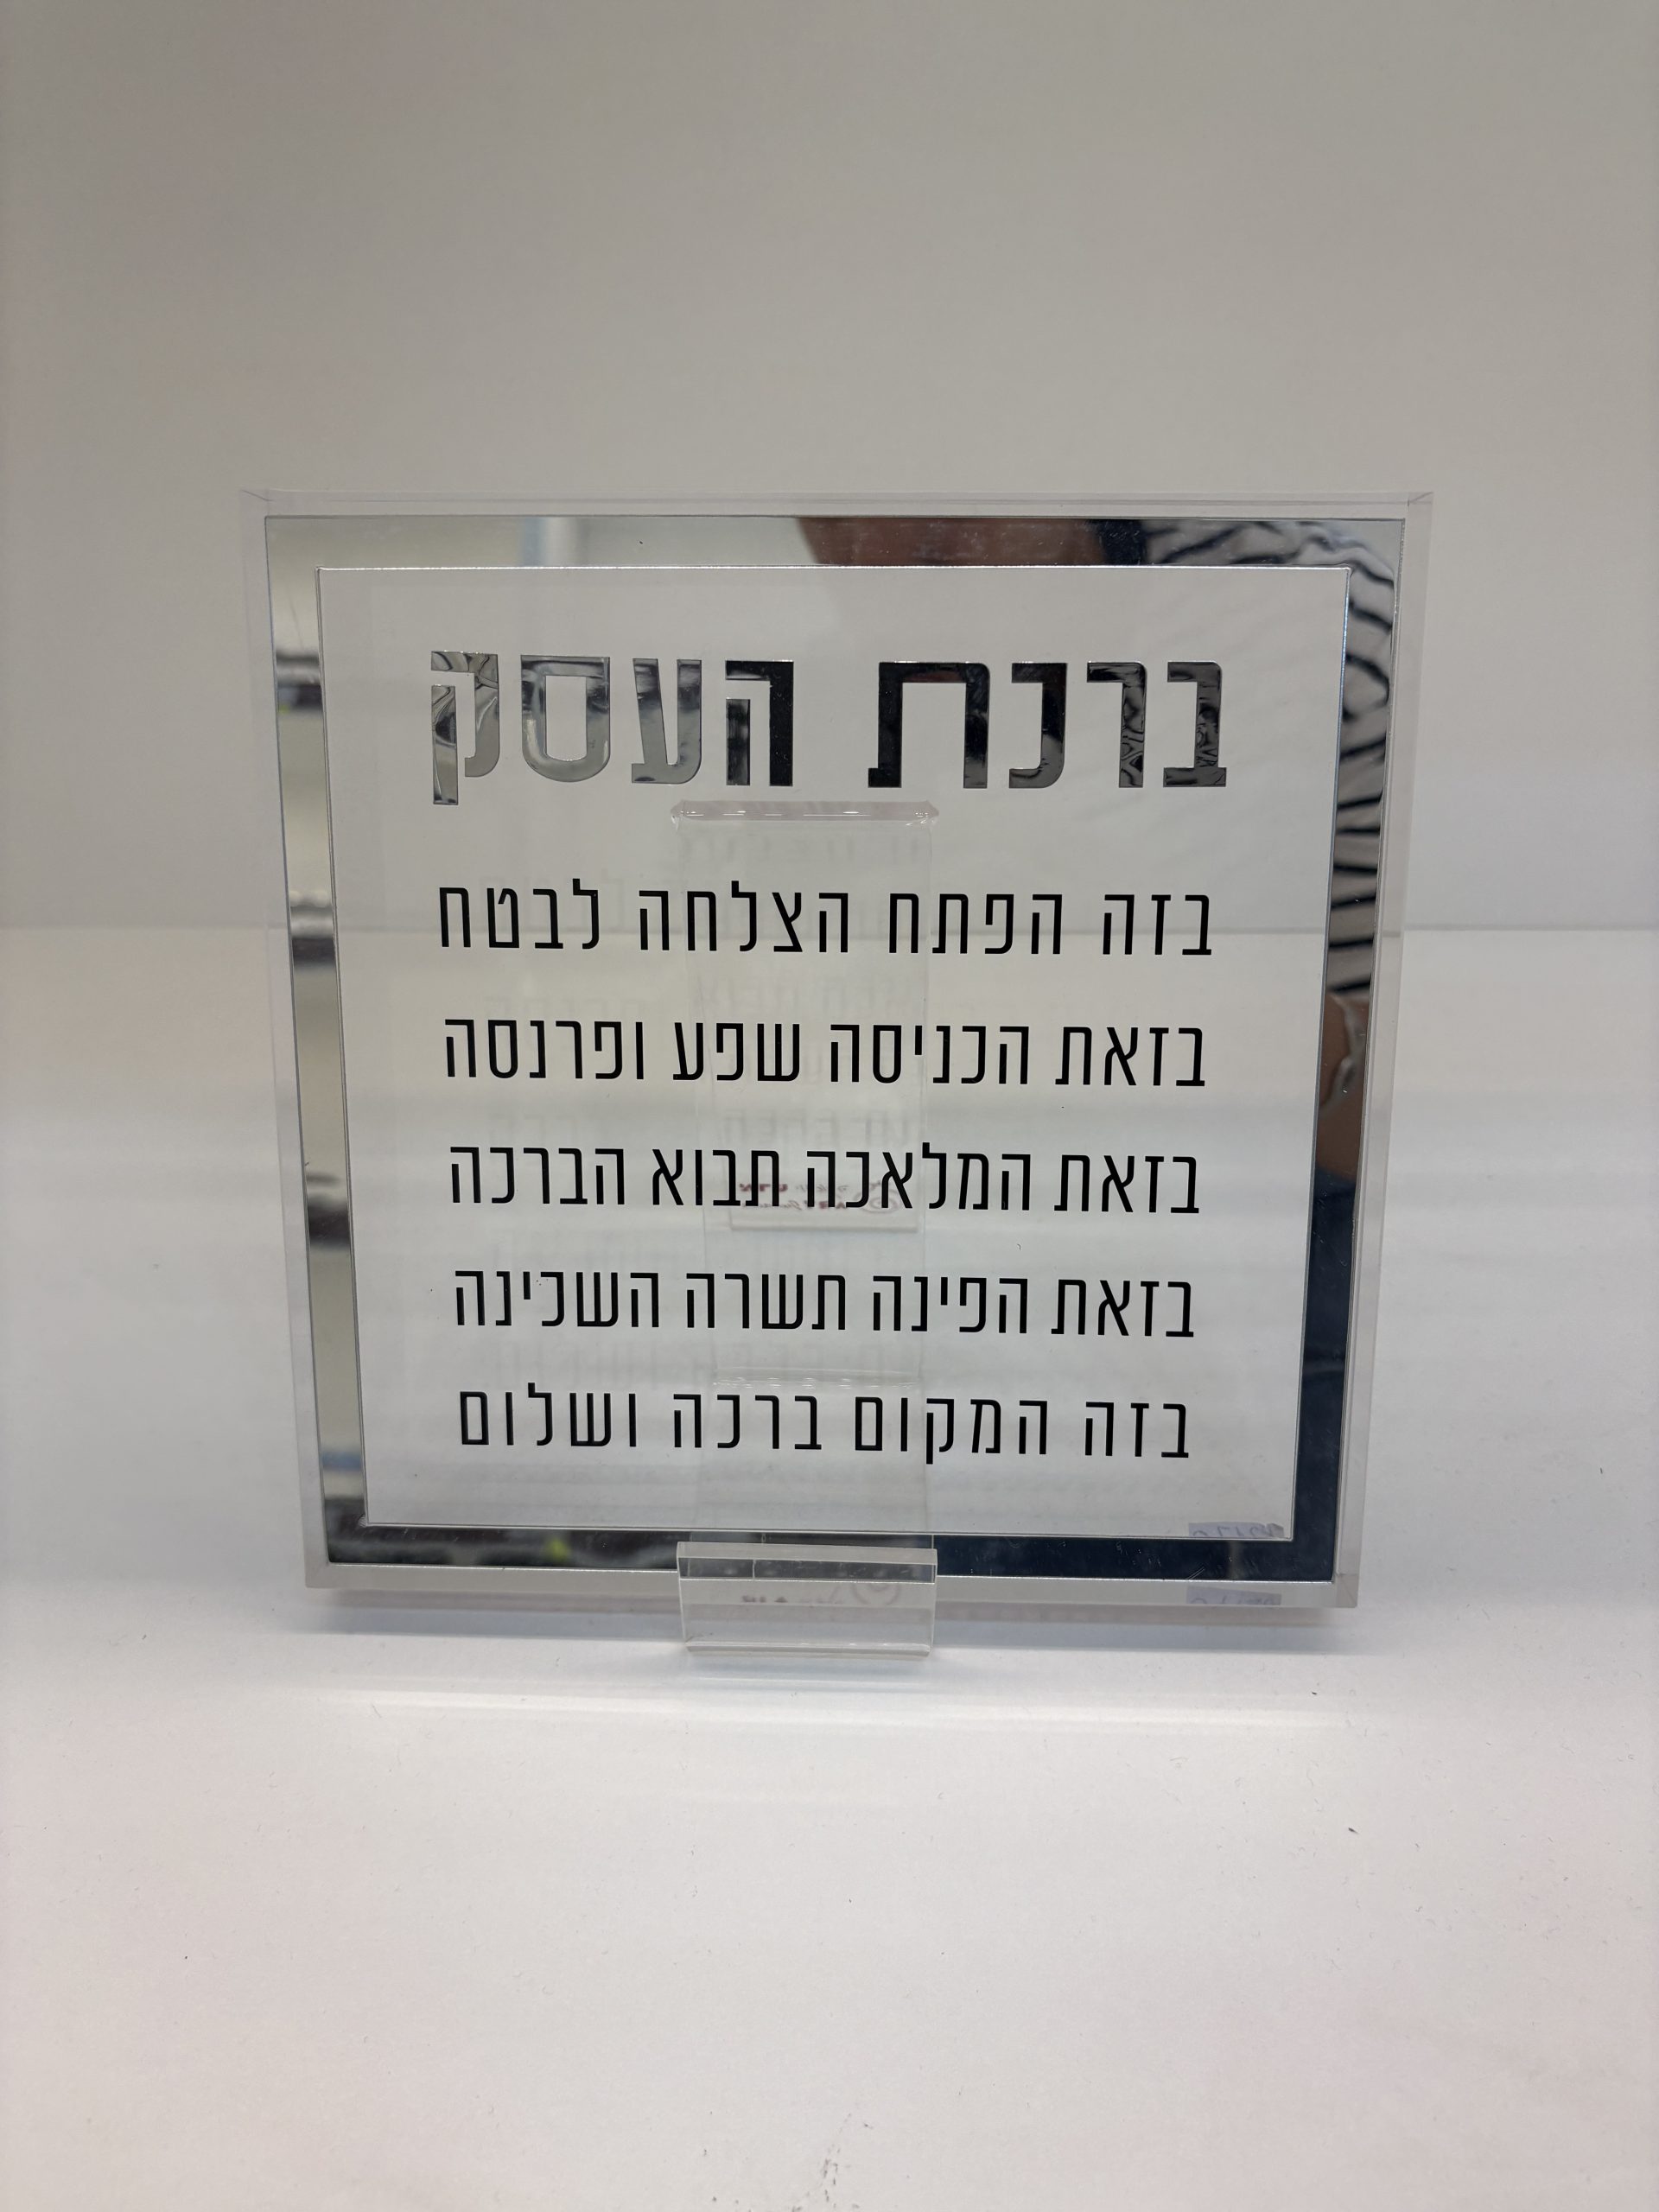 ברכת העסק
בזה הפתח הצלחה לבטח
בזאת הכניסה שפע ופרנסה
בזאת המלאכה תבוא הברכה
בזאת הפינה תשרה השכינה
בזה המקום ברכה ושלום